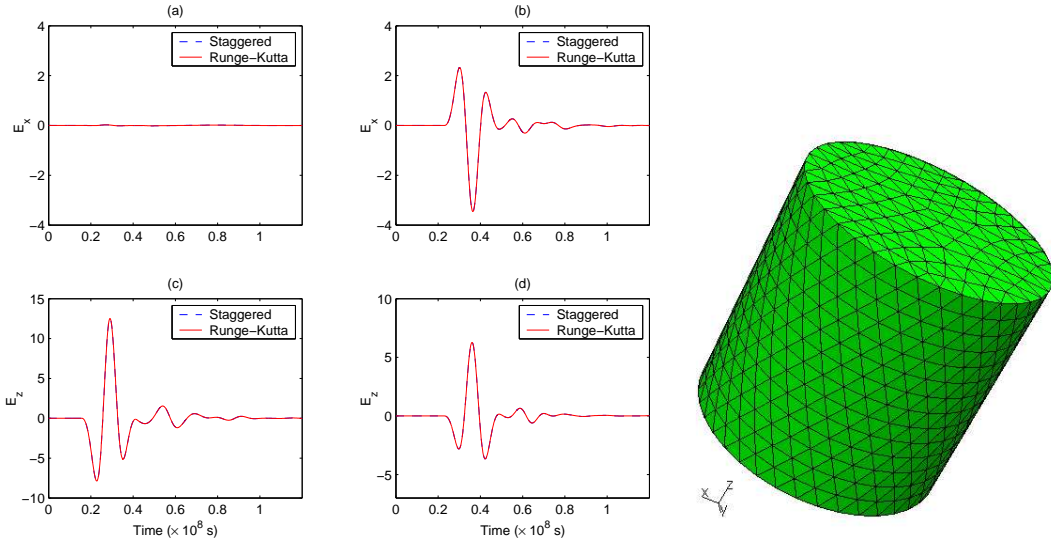 (a)
4
2
0
−2
−4
E_x
0 0.2 0.4 0.6 0.8 1
Staggered
Runge−Kutta
(b)
4
2
0
−2
−4
E_x
0 0.2 0.4 0.6 0.8 1
Staggered
Runge−Kutta
(c)
15
10
5
0
−5
−10
E_z
0 0.2 0.4 0.6 0.8 1
Time (× 10^8 s)
Staggered
Runge−Kutta
(d)
10
5
0
−5
E_z
0 0.2 0.4 0.6 0.8 1
Time (× 10^8 s)
Staggered
Runge−Kutta
X Z
Y